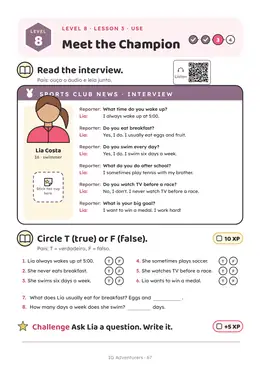 LEVEL
8
LEVEL 8 · LESSON 3 · USE
Meet the Champion
3
4
Read the interview.
Pais: ouça o áudio e leia junto.
Listen
SPORTS CLUB NEWS · INTERVIEW
Reporter: What time do you wake up?
Lia: I always wake up at 5:00.
Reporter: Do you eat breakfast?
Lia: Yes, I do. I usually eat eggs and fruit.
Reporter: Do you swim every day?
Lia: Yes, I do. I swim six days a week.
Reporter: What do you do after school?
Lia: I sometimes play tennis with my brother.
Reporter: Do you watch TV before a race?
Lia: No, I don't. I never watch TV before a race.
Reporter: What is your big goal?
Lia: I want to win a medal. I work hard!
Lia Costa
16 · swimmer
Circle T (true) or F (false).
Pais: T = verdadeiro, F = falso.
10 XP
1. Lia always wakes up at 5:00. T F
2. She never eats breakfast. T F
3. She swims six days a week. T F
4. She sometimes plays soccer. T F
5. She watches TV before a race. T F
6. Lia wants to win a medal. T F
7. What does Lia usually eat for breakfast? Eggs and ________.
8. How many days a week does she swim? ________ days.
Challenge Ask Lia a question. Write it.
+5 XP
IQ Adventurers · 67